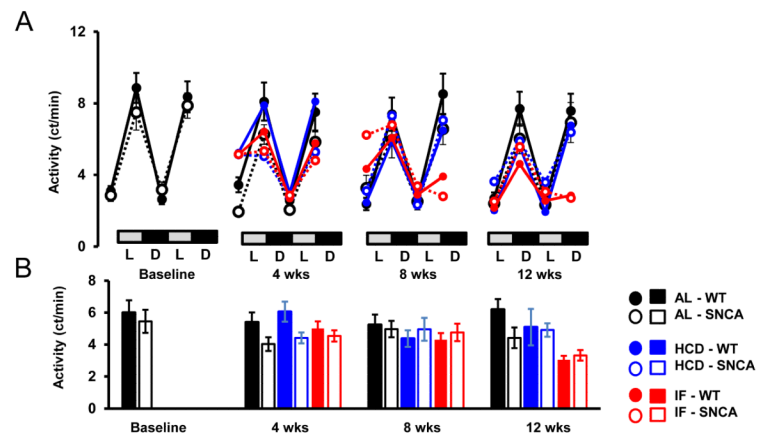 A
12
8
4
0
Activity (ct/min)
L D L D
L D L D
L D L D
L D L D
Baseline 4 wks 8 wks 12 wks
B
8
6
4
2
0
Activity (ct/min)
Baseline 4 wks 8 wks 12 wks
AL - WT
AL - SNCA
HCD - WT
HCD - SNCA
IF - WT
IF - SNCA